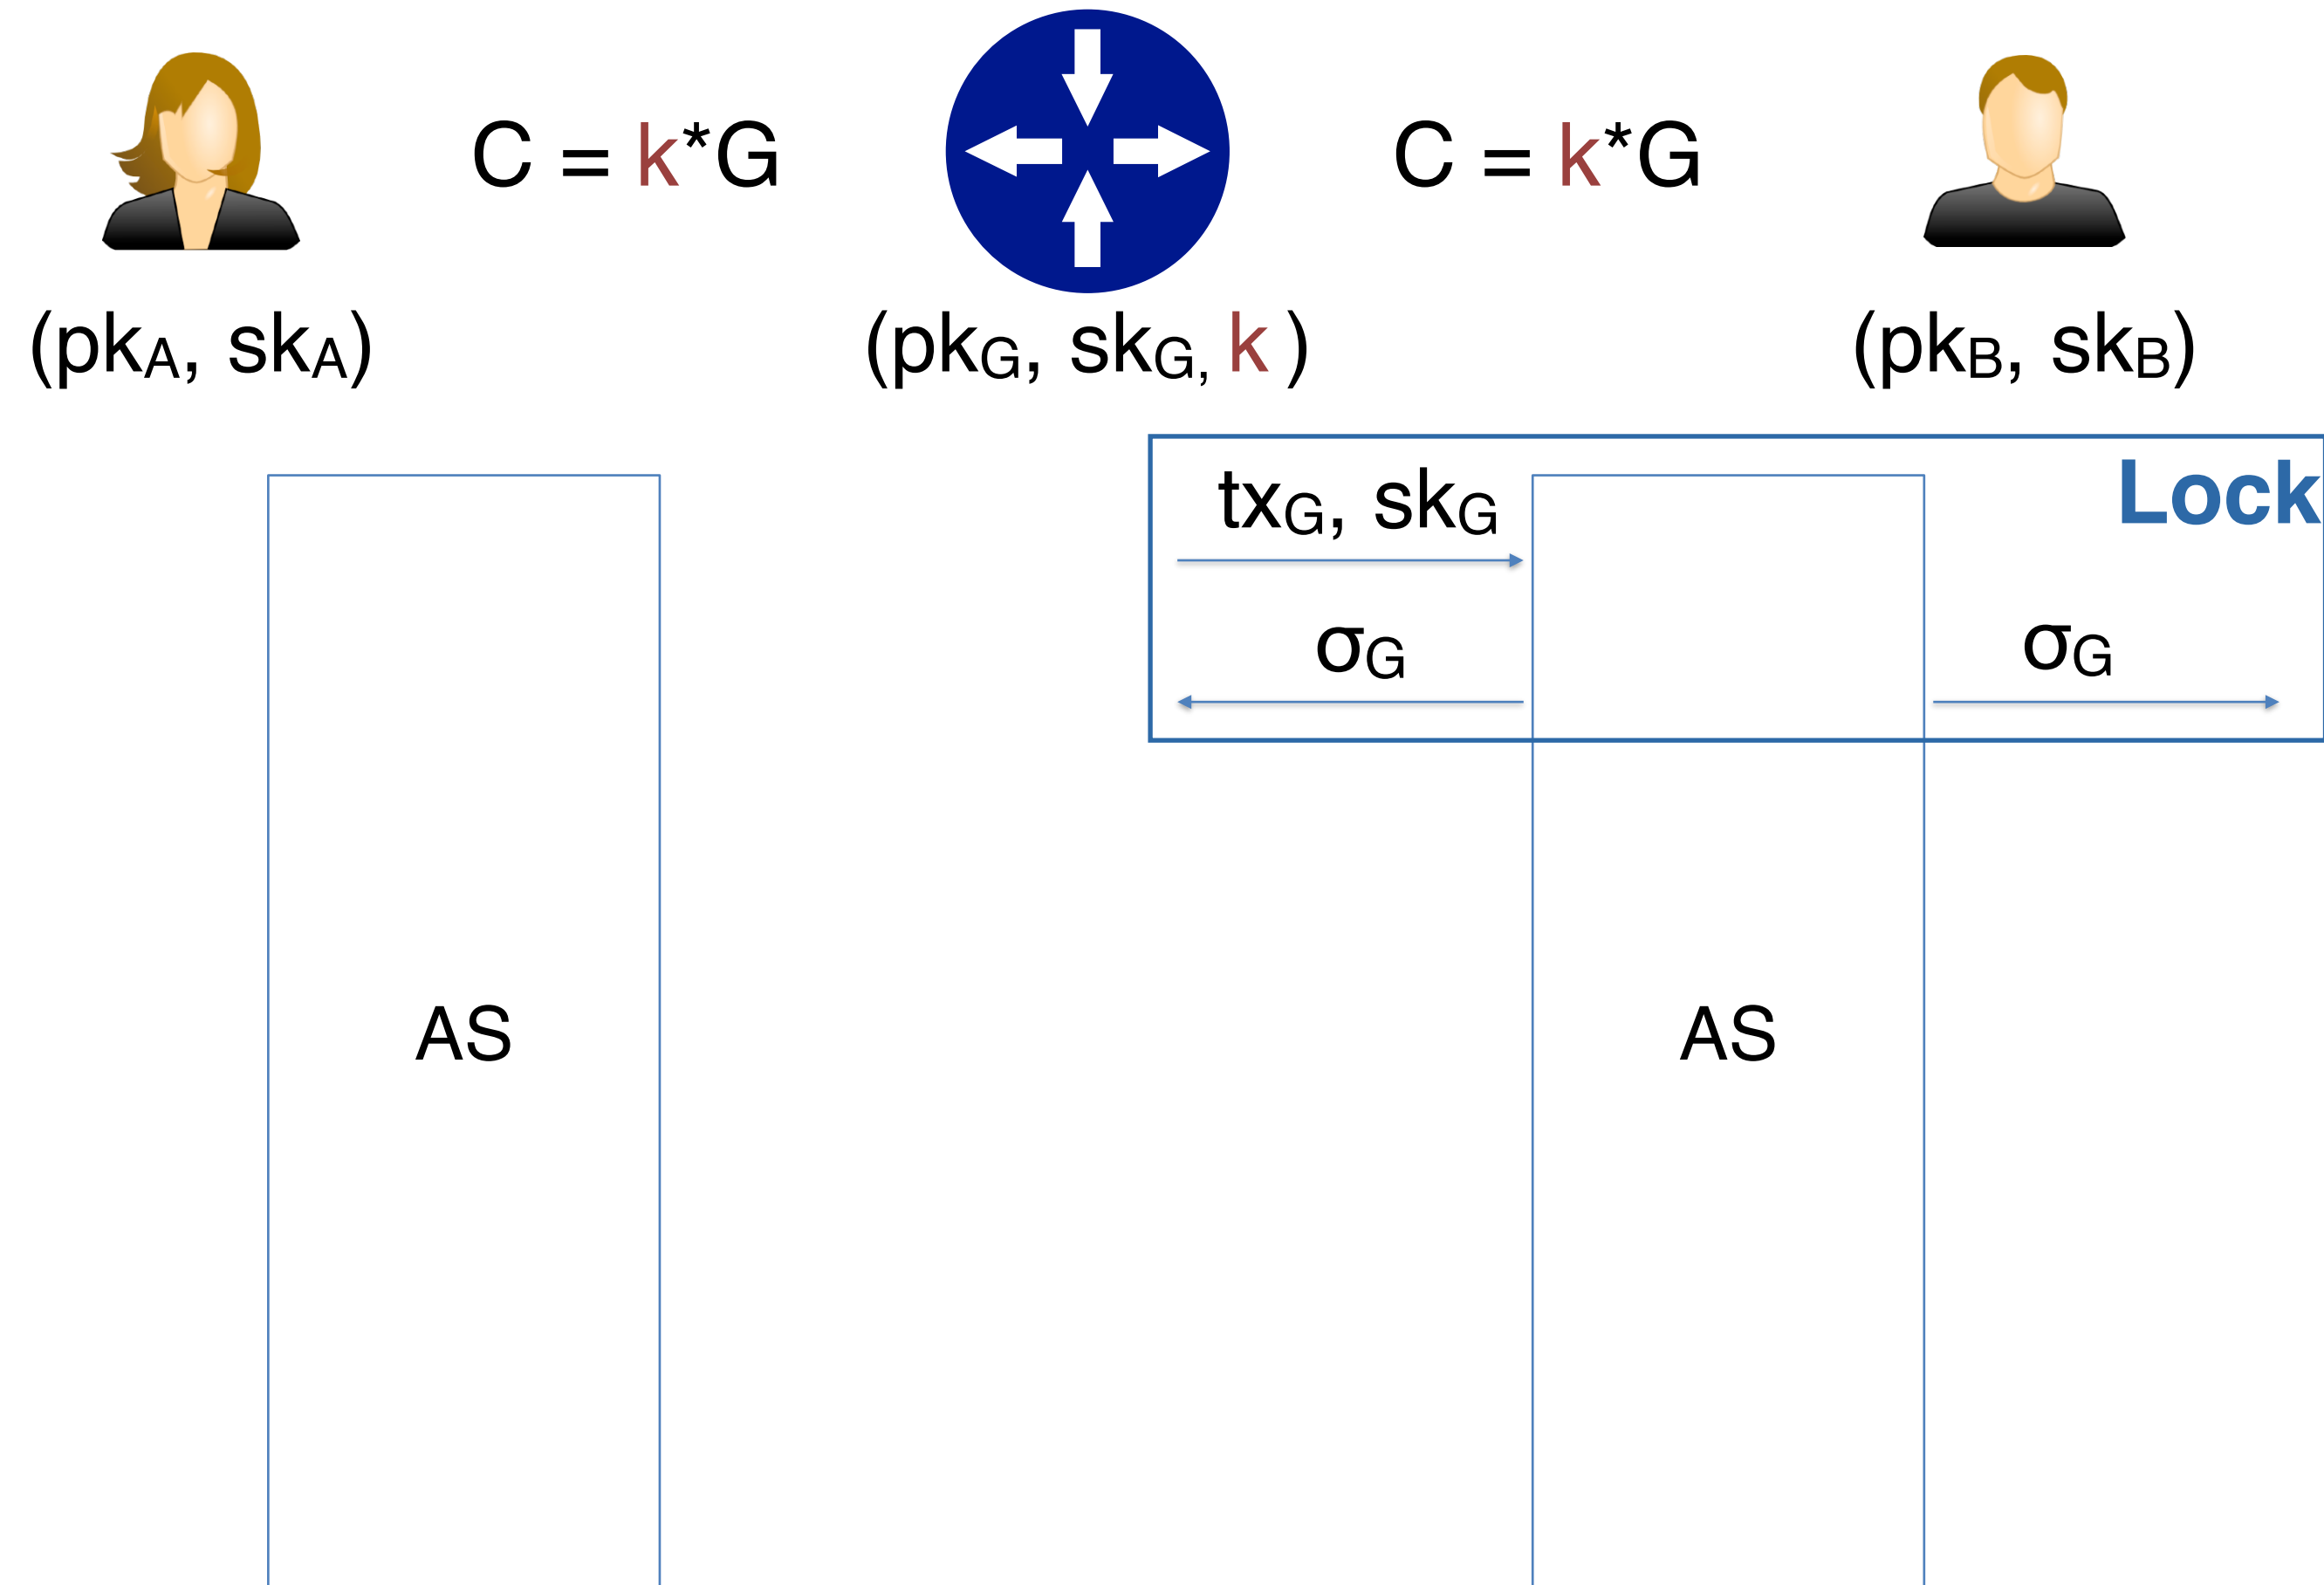 C = k*G
C = k*G
(pkA, skA)
(pkG, skG, k )
(pkB, skB)
Lock
txG, skG
σG
σG
AS
AS